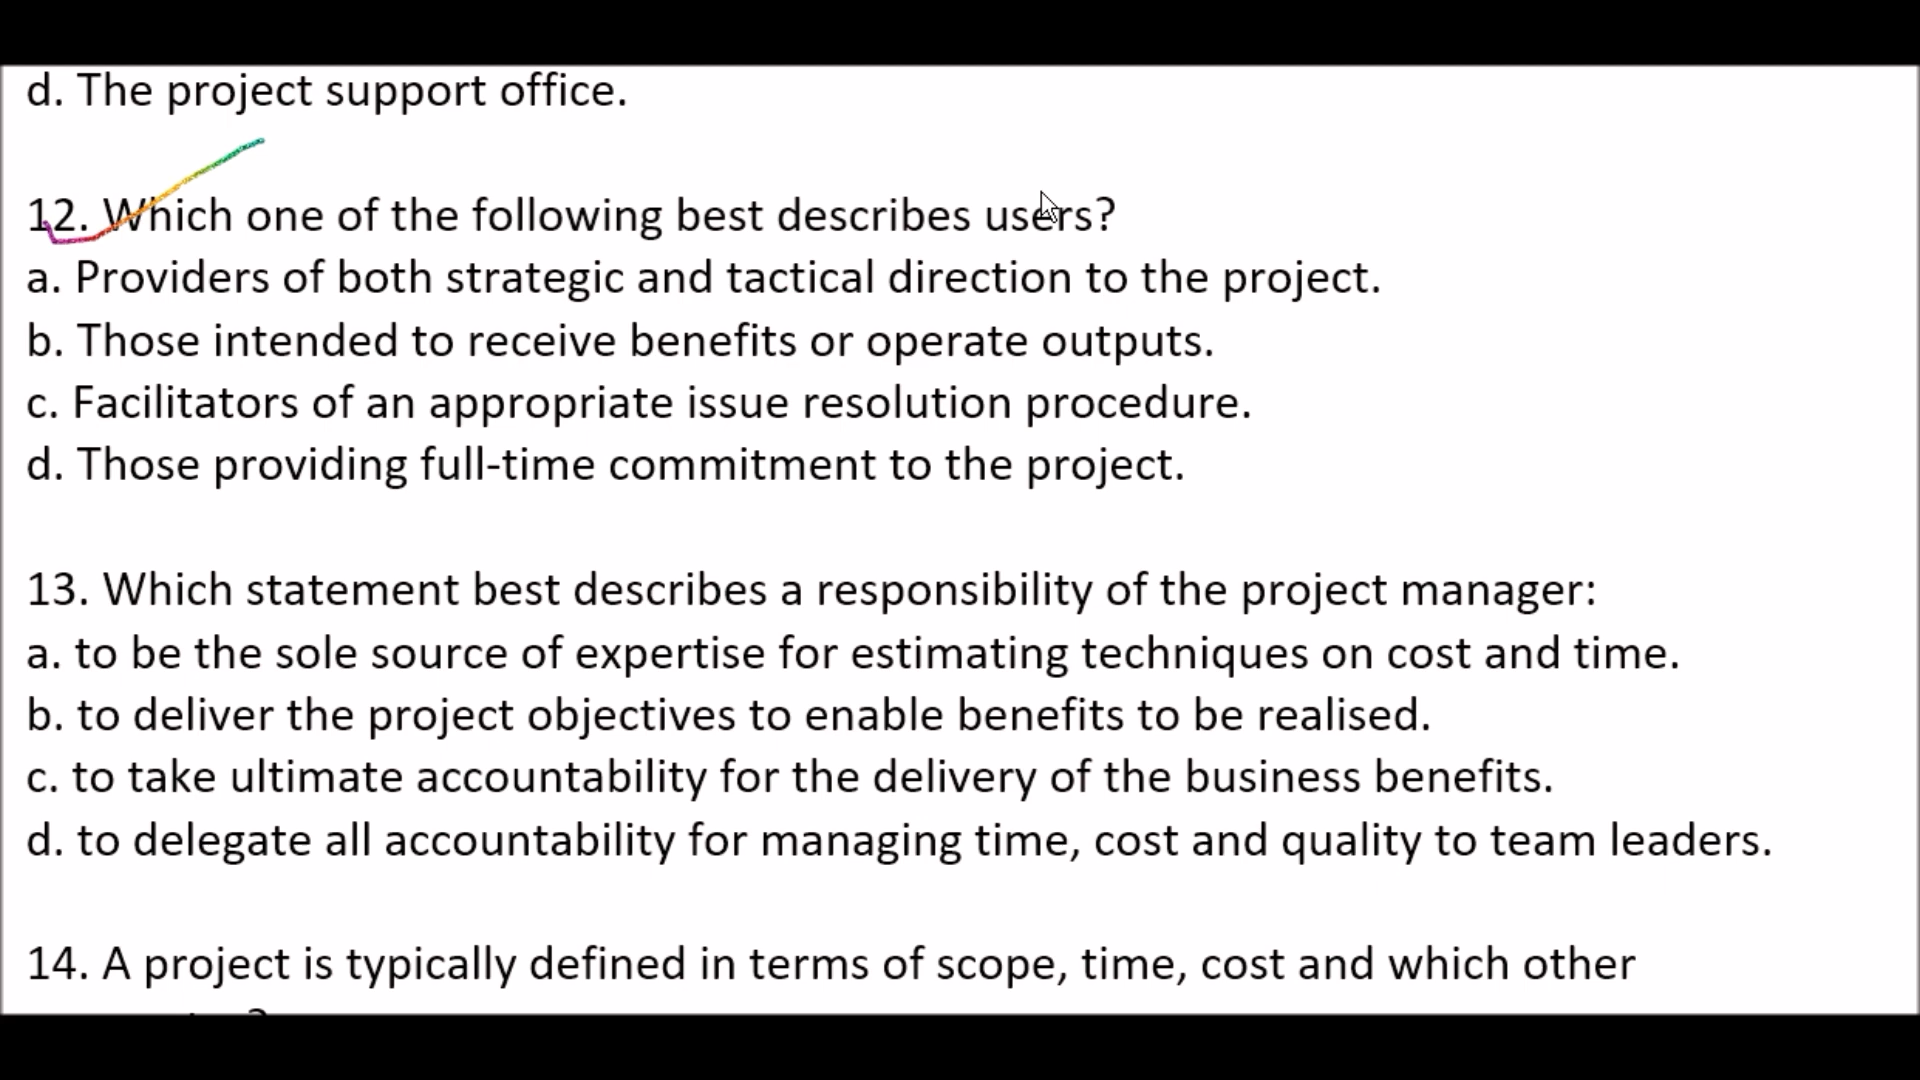 d. The project support office.
12. Which one of the following best describes users?
a. Providers of both strategic and tactical direction to the project.
b. Those intended to receive benefits or operate outputs.
c. Facilitators of an appropriate issue resolution procedure.
d. Those providing full-time commitment to the project.
13. Which statement best describes a responsibility of the project manager:
a. to be the sole source of expertise for estimating techniques on cost and time.
b. to deliver the project objectives to enable benefits to be realised.
c. to take ultimate accountability for the delivery of the business benefits.
d. to delegate all accountability for managing time, cost and quality to team leaders.
14. A project is typically defined in terms of scope, time, cost and which other